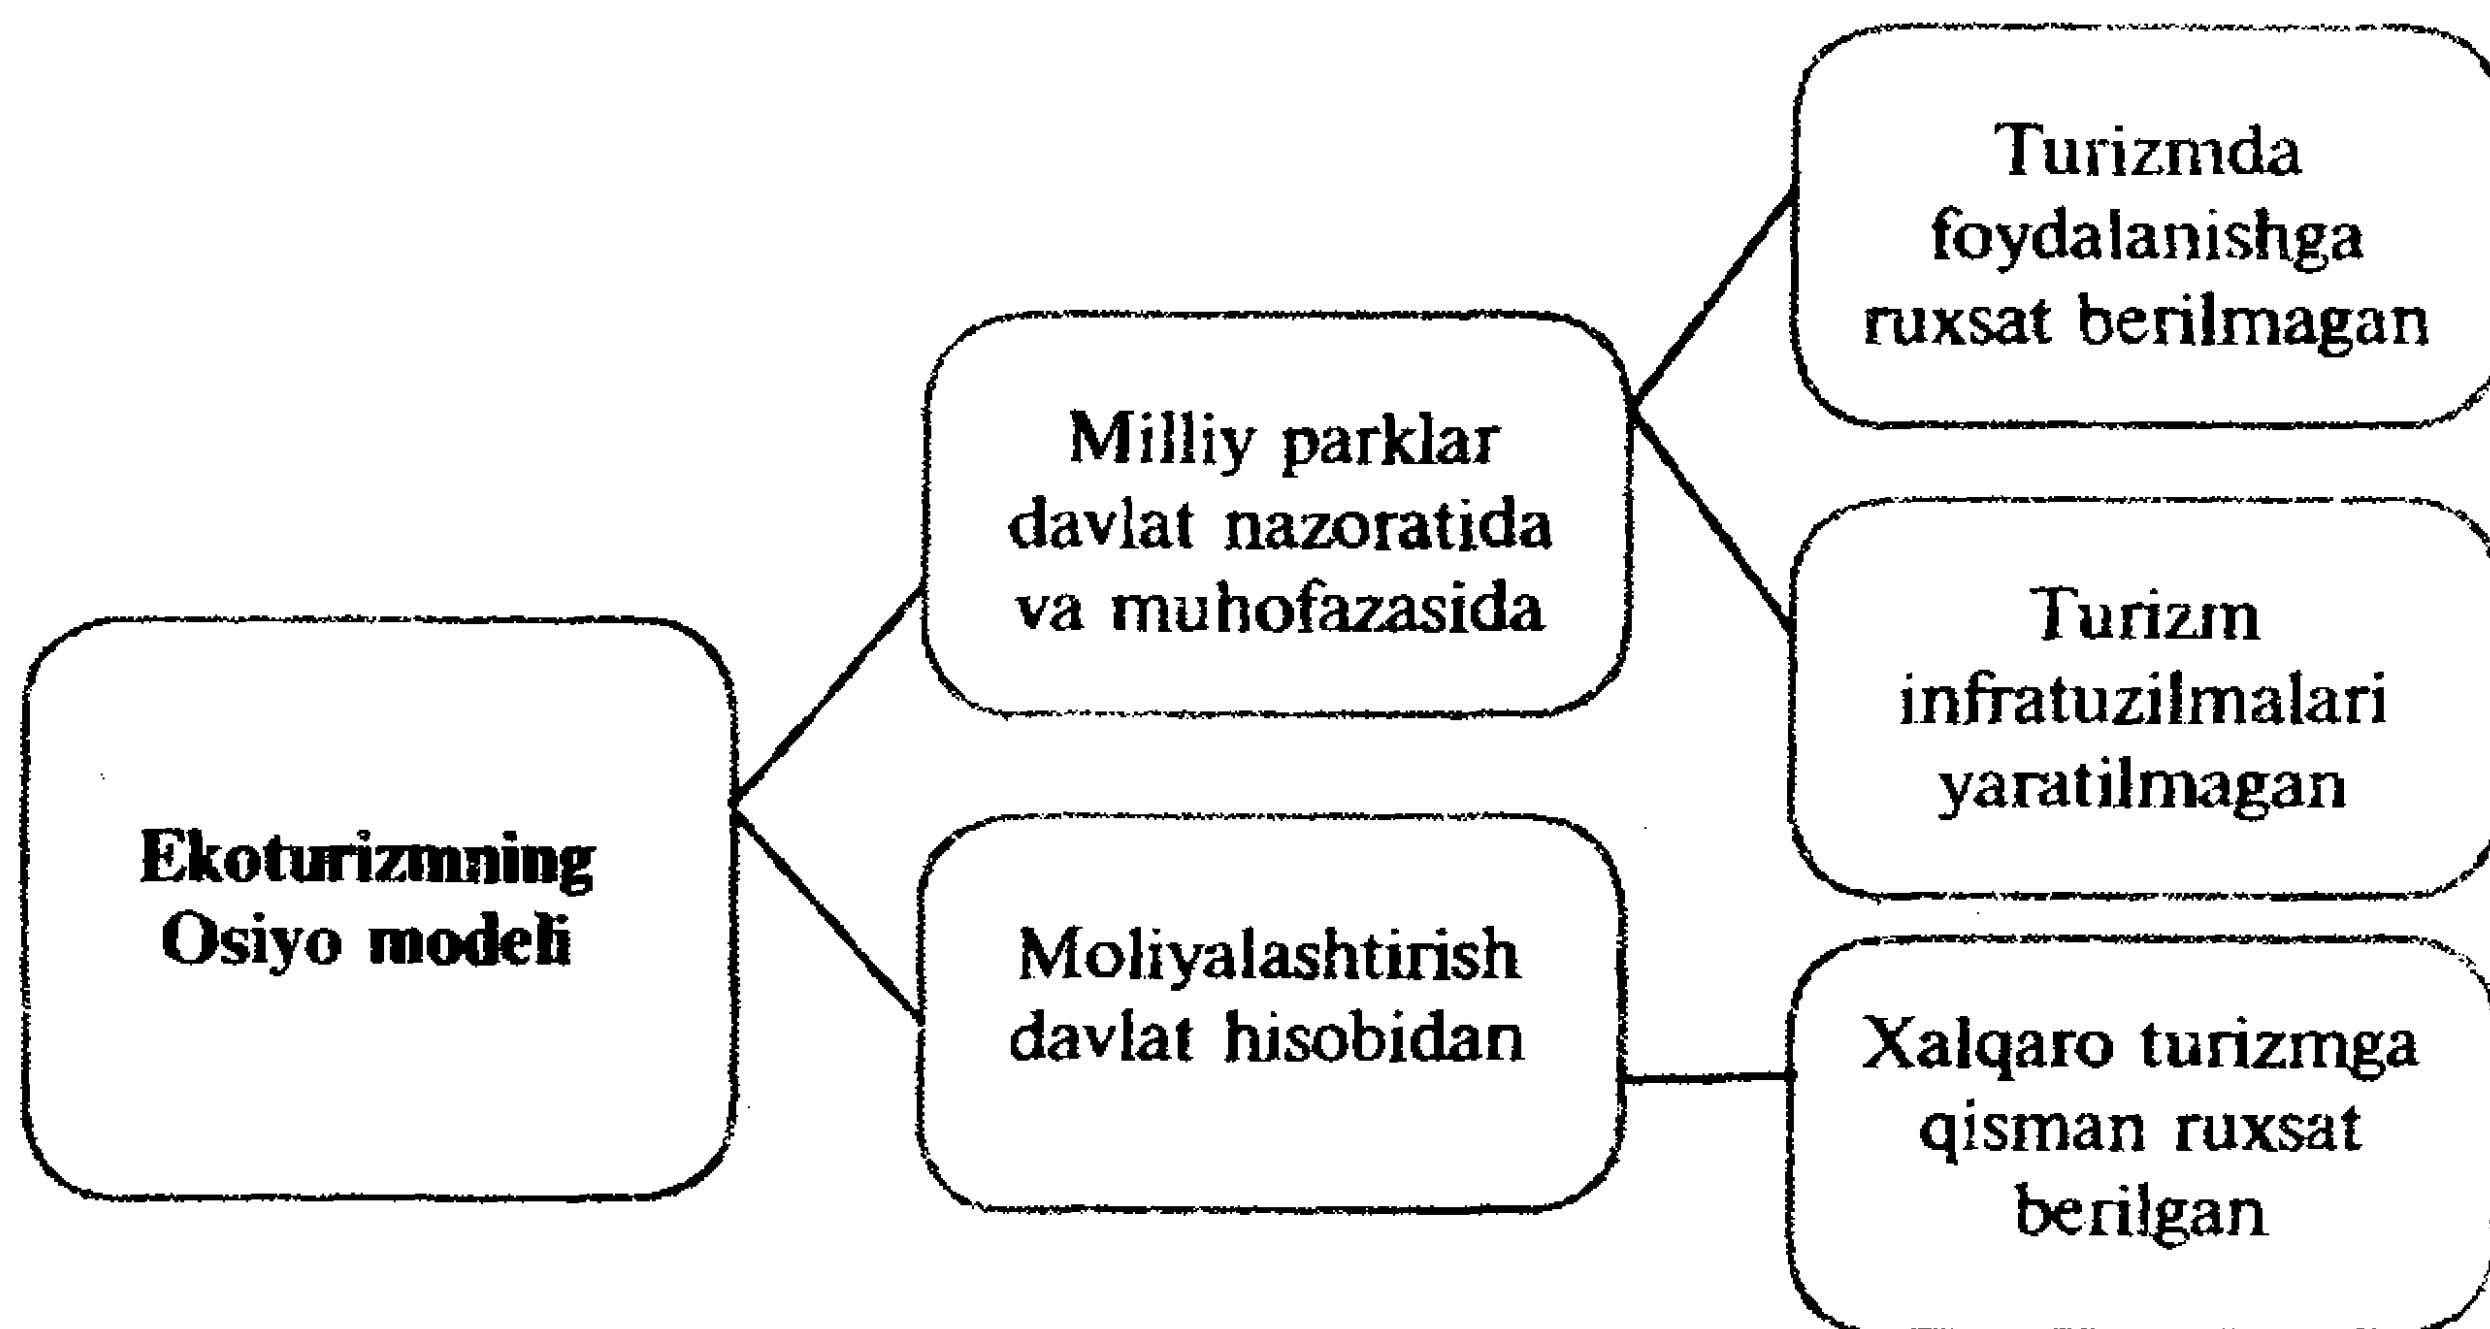 Ekoturizmning
Osiyo modeli
Milliy parklar
davlat nazoratida
va muhofazasida
Moliyalashtirish
davlat hisobidan
Turizmda
foydalanishga
ruxsat berilmagan
Turizm
infratuzilmalari
yaratilmagan
Xalqaro turizmga
qisman ruxsat
berilgan